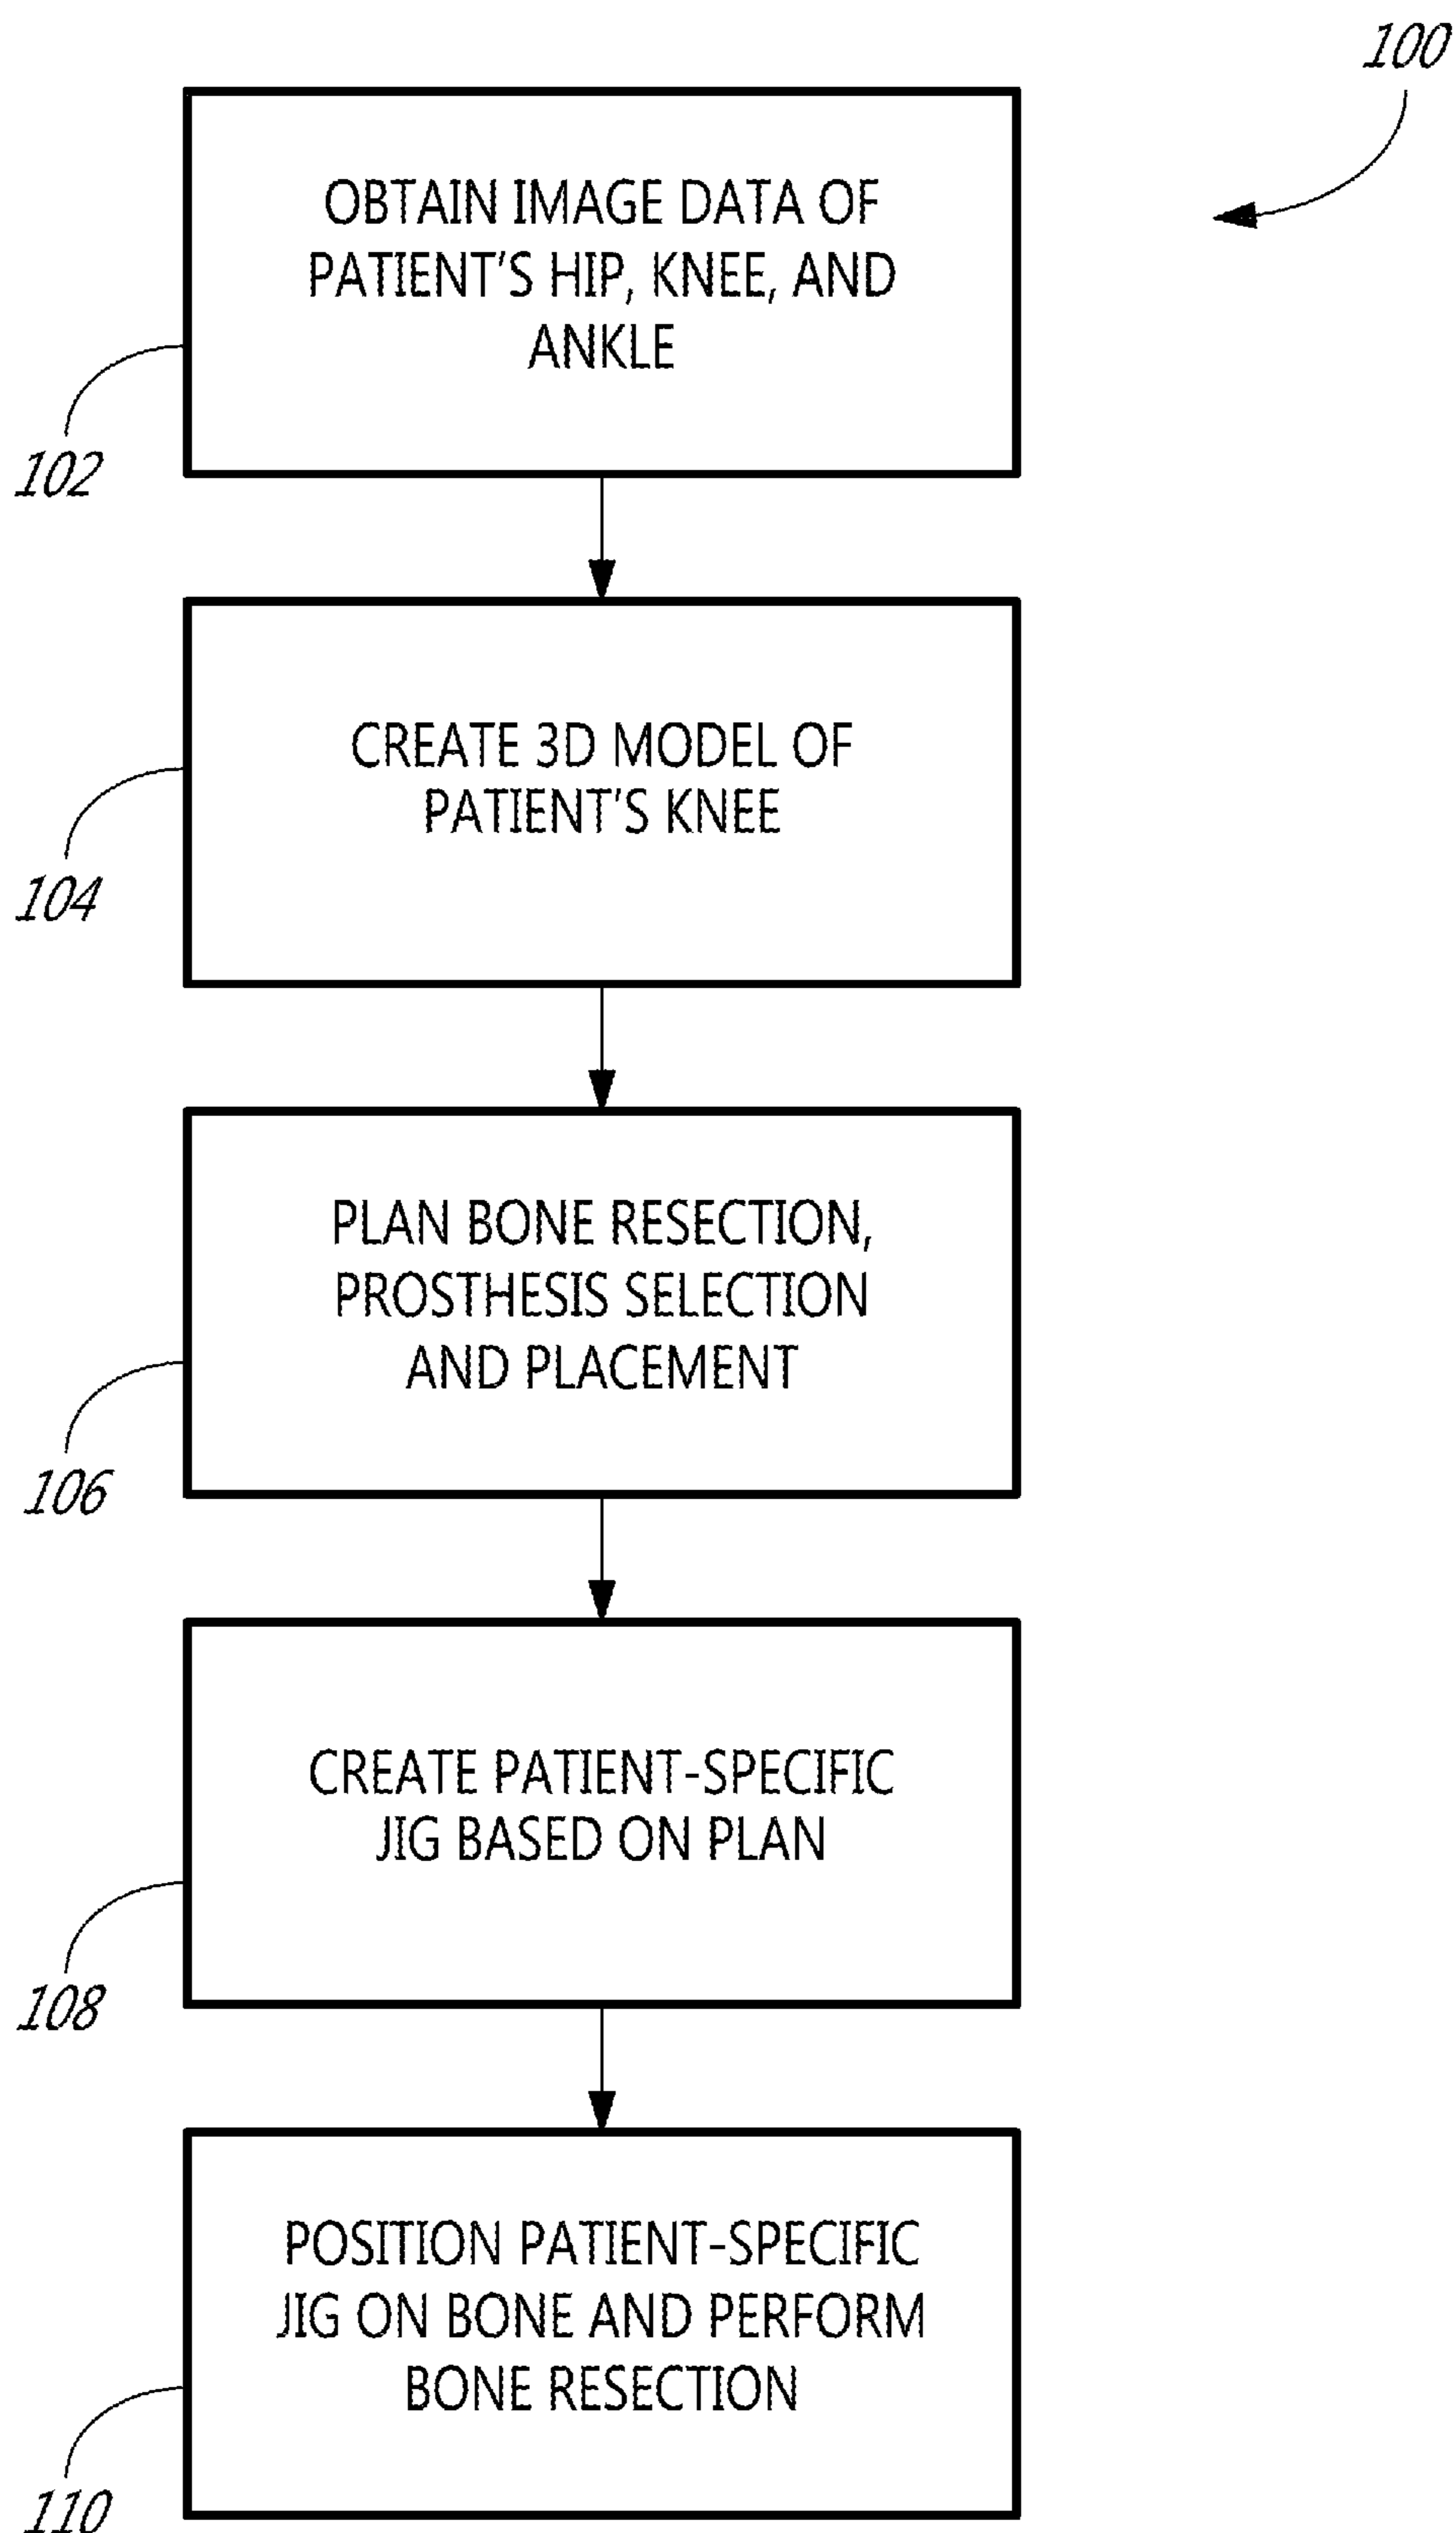 100
OBTAIN IMAGE DATA OF
PATIENT'S HIP, KNEE, AND
ANKLE
102
CREATE 3D MODEL OF
PATIENT'S KNEE
104
PLAN BONE RESECTION,
PROSTHESIS SELECTION
AND PLACEMENT
106
CREATE PATIENT-SPECIFIC
JIG BASED ON PLAN
108
POSITION PATIENT-SPECIFIC
JIG ON BONE AND PERFORM
BONE RESECTION
110